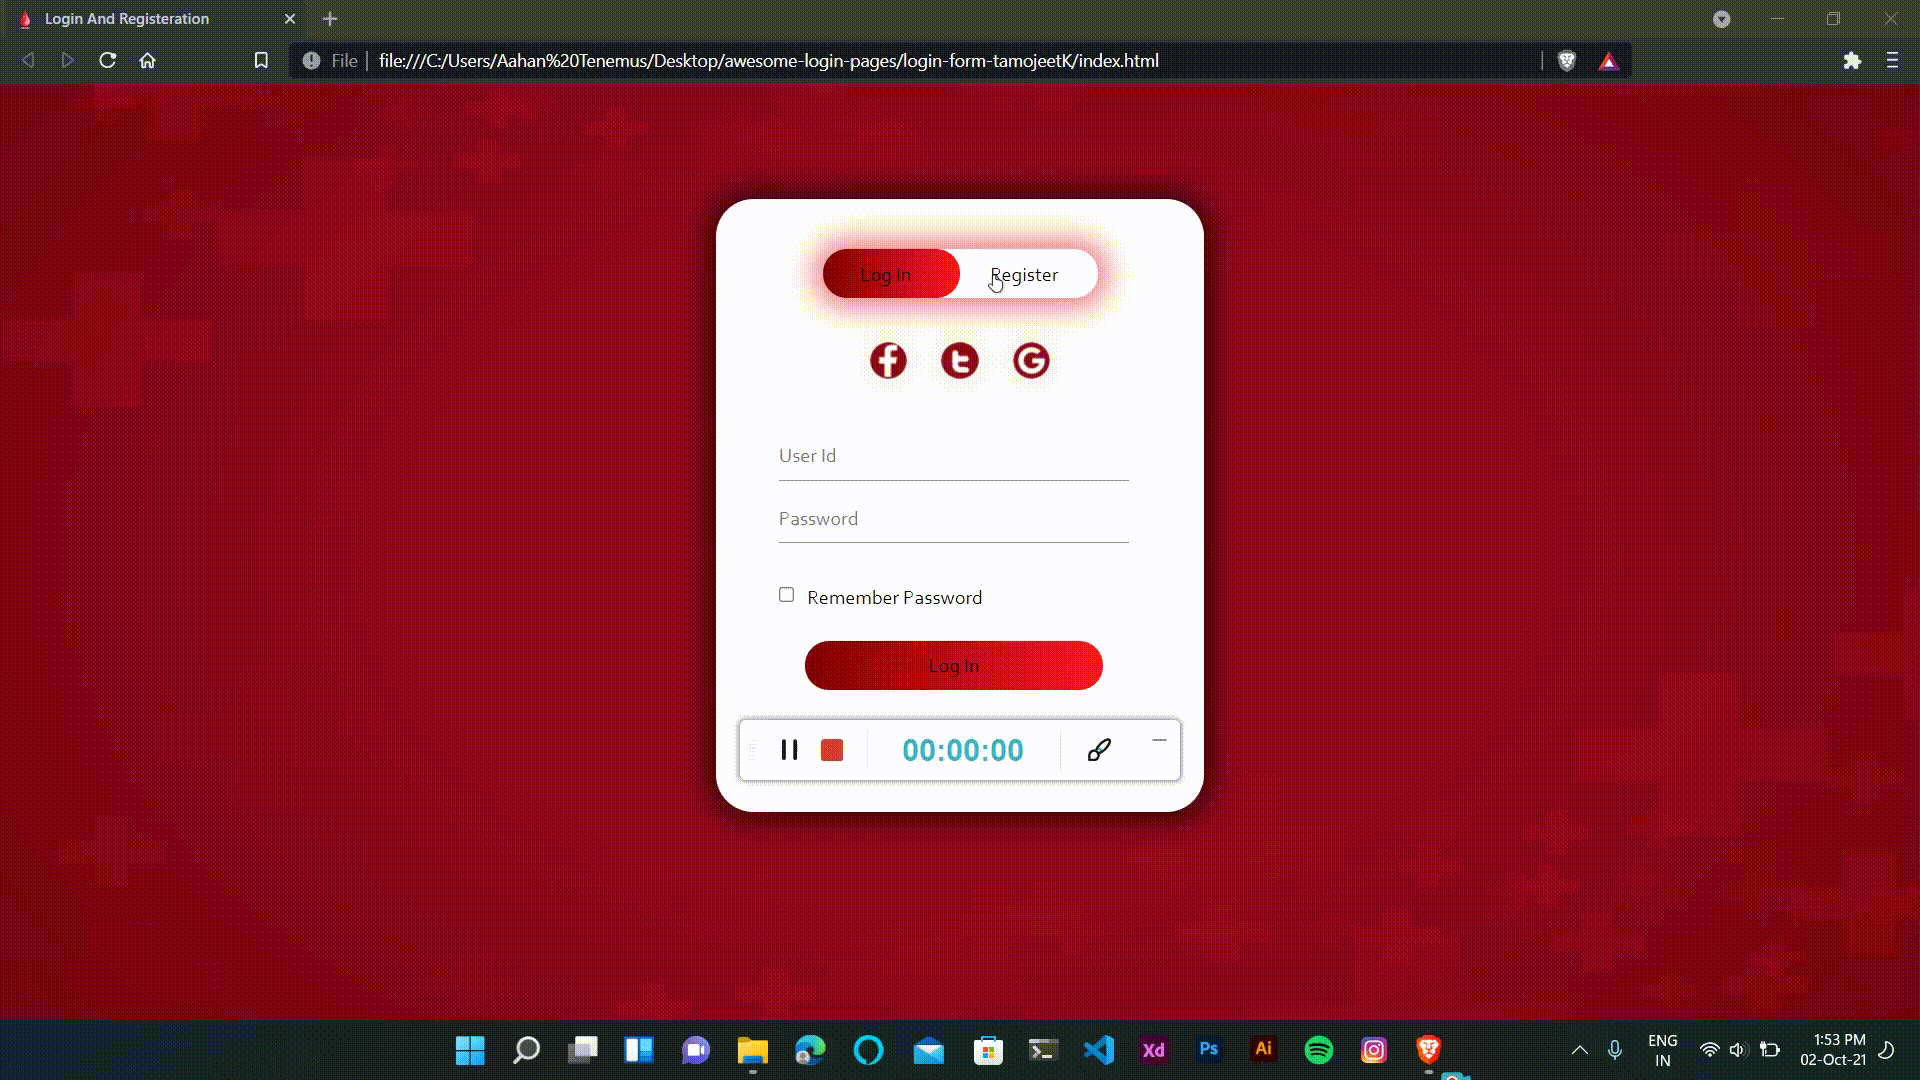 Login And Registeration
File
file:///C:/Users/Aahan%20Tenemus/Desktop/awesome-login-pages/login-form-tamojeetK/index.html
Log In
Register
User Id
Password
Remember Password
Log In
00:00:00
Xd
Ps
Ai
ENG
IN
1:53 PM
02-Oct-21